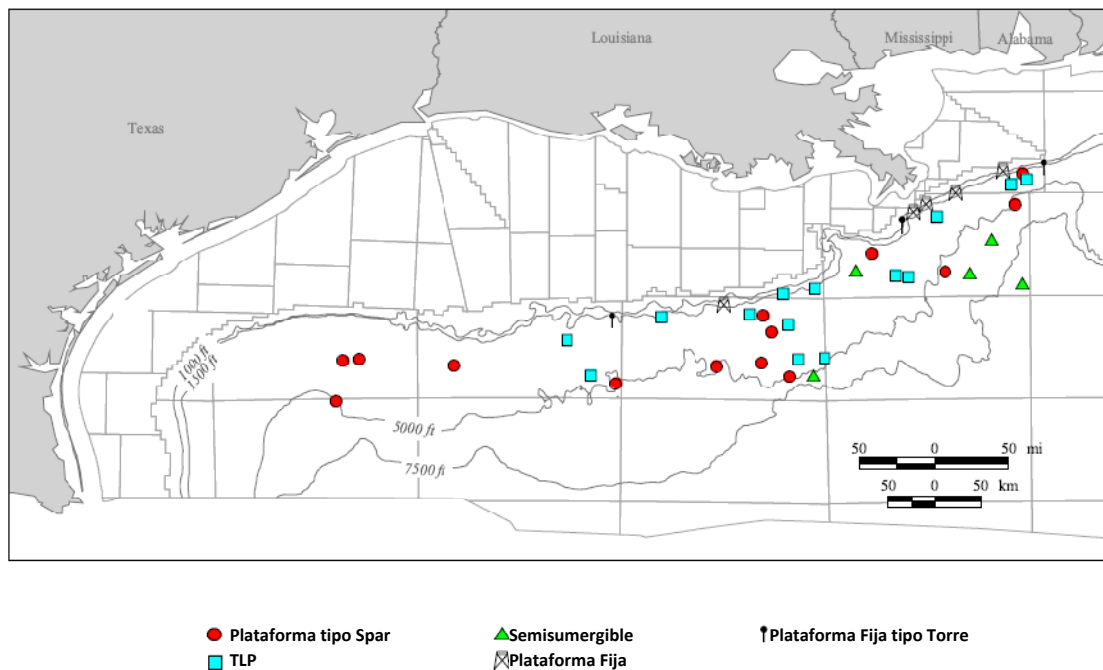 Louisiana
Mississippi
Alabama
Texas
1000 ft
1500 ft
5000 ft
7500 ft
50 0 50 mi
50 0 50 km
Plataforma tipo Spar
Semisumergible
Plataforma Fija tipo Torre
TLP
Plataforma Fija